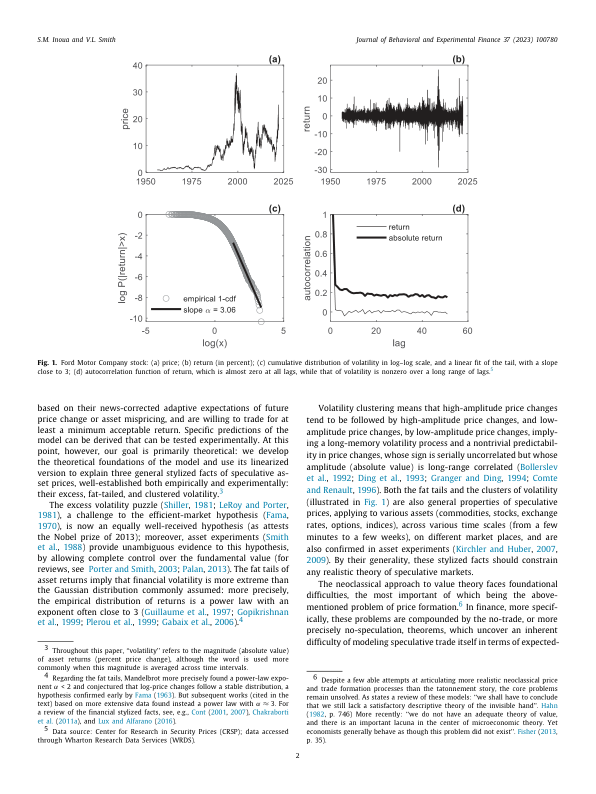 S.M. Inoua and V.L. Smith
Journal of Behavioral and Experimental Finance 37 (2023) 100780
(a)
40
30
20
10
0
price
1950
1975
2000
2025
(b)
20
10
0
-10
-20
-30
return
1950
1975
2000
2025
(c)
0
-2
-4
-6
-8
-10
log P(|return|>x)
empirical 1-cdf
slope α = 3.06
-5
0
5
log(x)
(d)
1
0.8
0.6
0.4
0.2
0
autocorrelation
return
absolute return
0
20
40
60
lag
Fig. 1. Ford Motor Company stock: (a) price; (b) return (in percent); (c) cumulative distribution of volatility in log–log scale, and a linear fit of the tail, with a slope
close to 3; (d) autocorrelation function of return, which is almost zero at all lags, while that of volatility is nonzero over a long range of lags.5
based on their news-corrected adaptive expectations of future
price change or asset mispricing, and are willing to trade for at
least a minimum acceptable return. Specific predictions of the
model can be derived that can be tested experimentally. At this
point, however, our goal is primarily theoretical: we develop
the theoretical foundations of the model and use its linearized
version to explain three general stylized facts of speculative as-
set prices, well-established both empirically and experimentally:
their excess, fat-tailed, and clustered volatility.3
The excess volatility puzzle (Shiller, 1981; LeRoy and Porter,
1981), a challenge to the efficient-market hypothesis (Fama,
1970), is now an equally well-received hypothesis (as attests
the Nobel prize of 2013); moreover, asset experiments (Smith
et al., 1988) provide unambiguous evidence to this hypothesis,
by allowing complete control over the fundamental value (for
reviews, see Porter and Smith, 2003; Palan, 2013). The fat tails of
asset returns imply that financial volatility is more extreme than
the Gaussian distribution commonly assumed: more precisely,
the empirical distribution of returns is a power law with an
exponent often close to 3 (Guillaume et al., 1997; Gopikrishnan
et al., 1999; Plerou et al., 1999; Gabaix et al., 2006).4
3 Throughout this paper, “volatility” refers to the magnitude (absolute value)
of asset returns (percent price change), although the word is used more
commonly when this magnitude is averaged across time intervals.
4 Regarding the fat tails, Mandelbrot more precisely found a power-law expo-
nent α < 2 and conjectured that log-price changes follow a stable distribution, a
hypothesis confirmed early by Fama (1963). But subsequent works (cited in the
text) based on more extensive data found instead a power law with α ≈ 3. For
a review of the financial stylized facts, see, e.g., Cont (2001, 2007), Chakraborti
et al. (2011a), and Lux and Alfarano (2016).
5 Data source: Center for Research in Security Prices (CRSP); data accessed
through Wharton Research Data Services (WRDS).
Volatility clustering means that high-amplitude price changes
tend to be followed by high-amplitude price changes, and low-
amplitude price changes, by low-amplitude price changes, imply-
ing a long-memory volatility process and a nontrivial predictabil-
ity in price changes, whose sign is serially uncorrelated but whose
amplitude (absolute value) is long-range correlated (Bollerslev
et al., 1992; Ding et al., 1993; Granger and Ding, 1994; Comte
and Renault, 1996). Both the fat tails and the clusters of volatility
(illustrated in Fig. 1) are also general properties of speculative
prices, applying to various assets (commodities, stocks, exchange
rates, options, indices), across various time scales (from a few
minutes to a few weeks), on different market places, and are
also confirmed in asset experiments (Kirchler and Huber, 2007,
2009). By their generality, these stylized facts should constrain
any realistic theory of speculative markets.
The neoclassical approach to value theory faces foundational
difficulties, the most important of which being the above-
mentioned problem of price formation.6 In finance, more specif-
ically, these problems are compounded by the no-trade, or more
precisely no-speculation, theorems, which uncover an inherent
difficulty of modeling speculative trade itself in terms of expected-
6 Despite a few able attempts at articulating more realistic neoclassical price
and trade formation processes than the tatonnement story, the core problems
remain unsolved. As states a review of these models: “we shall have to conclude
that we still lack a satisfactory descriptive theory of the invisible hand”. Hahn
(1982, p. 746) More recently: “we do not have an adequate theory of value,
and there is an important lacuna in the center of microeconomic theory. Yet
economists generally behave as though this problem did not exist”. Fisher (2013,
p. 35).
2